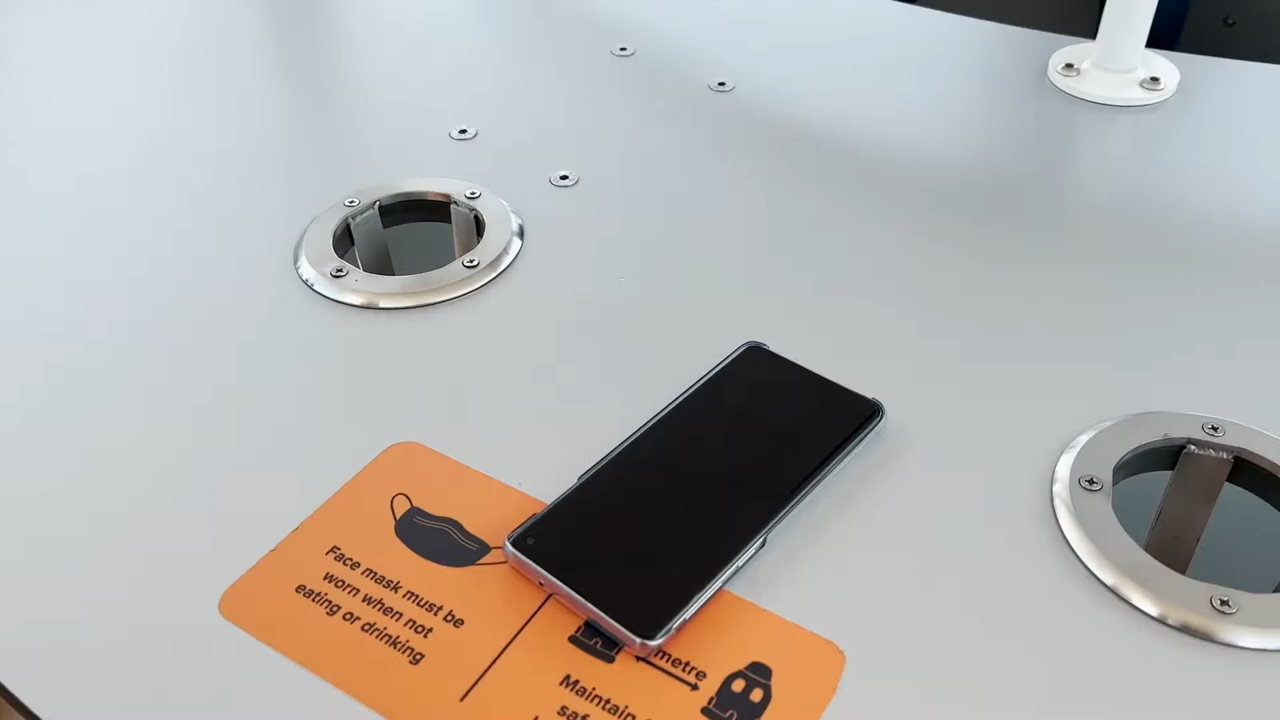 Face mask must be
worn when not
eating or drinking
metre
Maintain